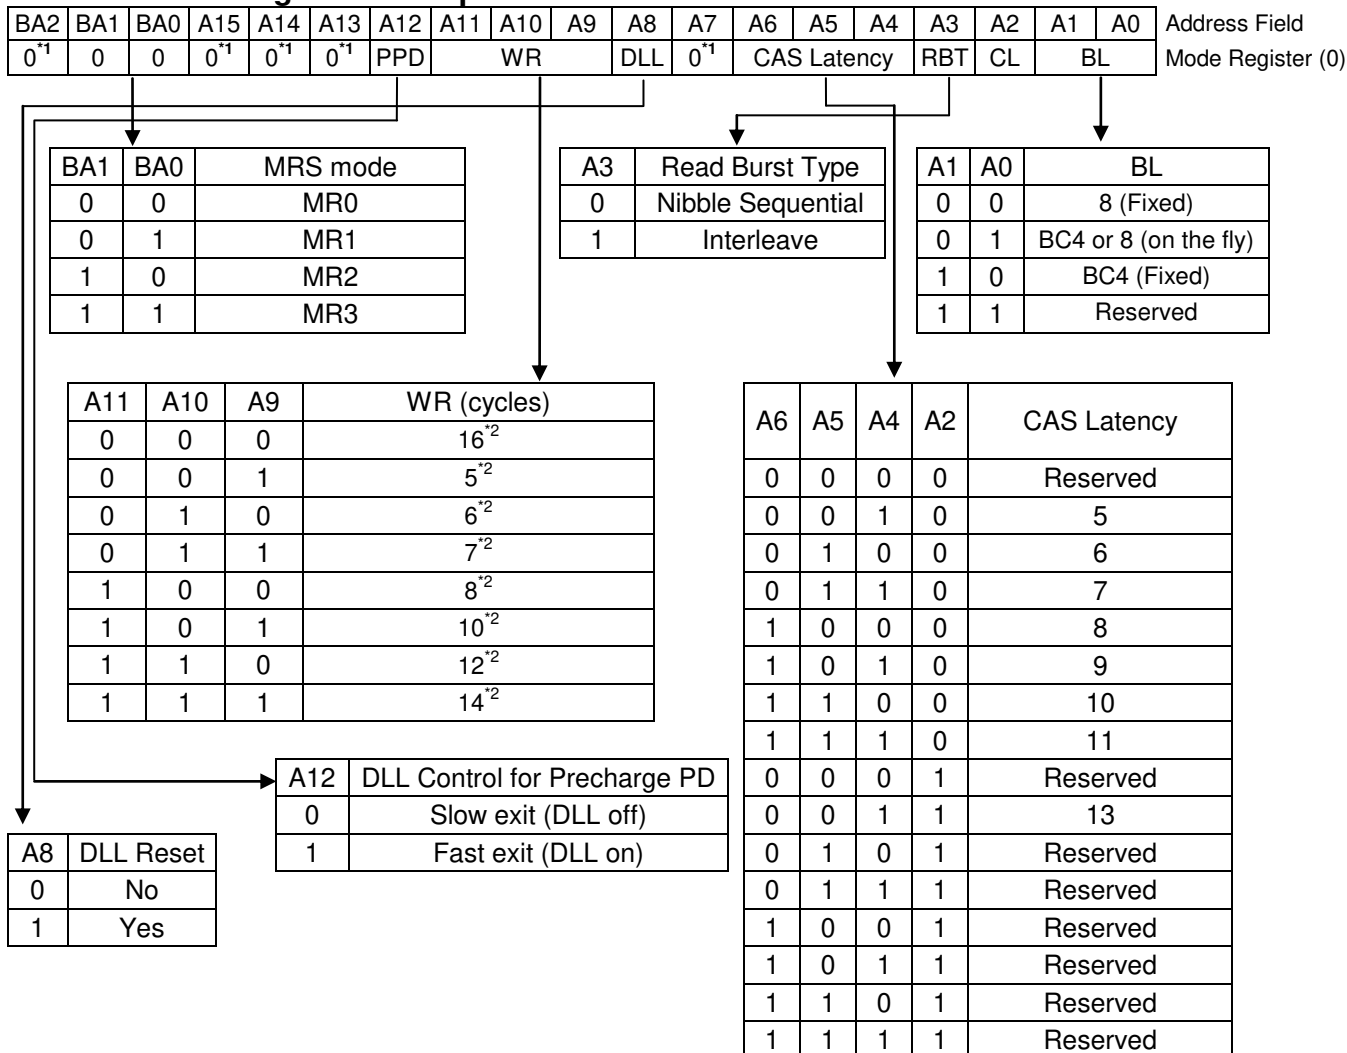 BA2 BA1 BA0 A15 A14 A13 A12 A11 A10 A9 A8 A7 A6 A5 A4 A3 A2 A1 A0 Address Field
0*1 0 0 0*1 0*1 0*1 PPD WR DLL 0*1 CAS Latency RBT CL BL Mode Register (0)
BA1 BA0 MRS mode
0 0 MR0
0 1 MR1
1 0 MR2
1 1 MR3
A3 Read Burst Type
0 Nibble Sequential
1 Interleave
A1 A0 BL
0 0 8 (Fixed)
0 1 BC4 or 8 (on the fly)
1 0 BC4 (Fixed)
1 1 Reserved
A11 A10 A9 WR (cycles)
0 0 0 16*2
0 0 1 5*2
0 1 0 6*2
0 1 1 7*2
1 0 0 8*2
1 0 1 10*2
1 1 0 12*2
1 1 1 14*2
A6 A5 A4 A2 CAS Latency
0 0 0 0 Reserved
0 0 1 0 5
0 1 0 0 6
0 1 1 0 7
1 0 0 0 8
1 0 1 0 9
1 1 0 0 10
1 1 1 0 11
0 0 0 1 Reserved
0 0 1 1 13
0 1 0 1 Reserved
0 1 1 1 Reserved
1 0 0 1 Reserved
1 0 1 1 Reserved
1 1 0 1 Reserved
1 1 1 1 Reserved
A12 DLL Control for Precharge PD
0 Slow exit (DLL off)
1 Fast exit (DLL on)
A8 DLL Reset
0 No
1 Yes